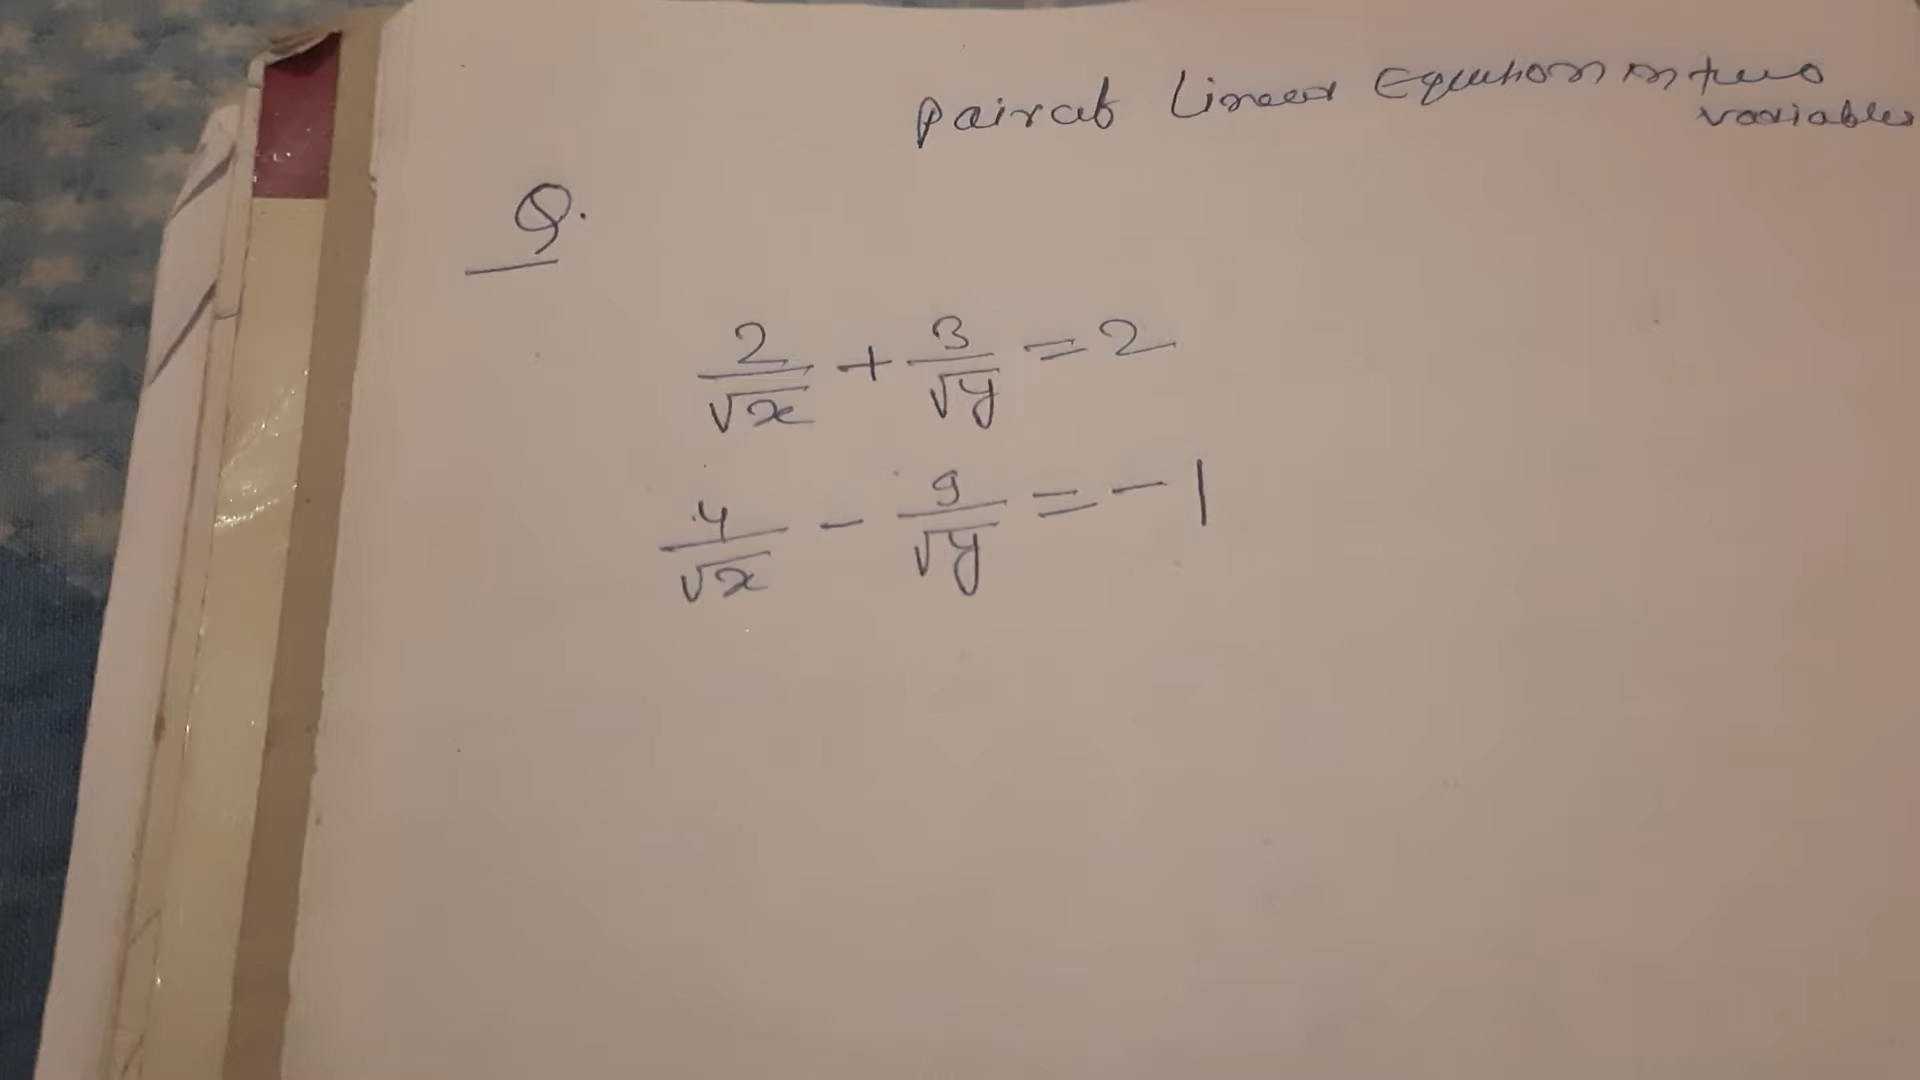 Pair of Linear Equation in two
variables
Q.
2/√x + 3/√y = 2
4/√x - 9/√y = -1